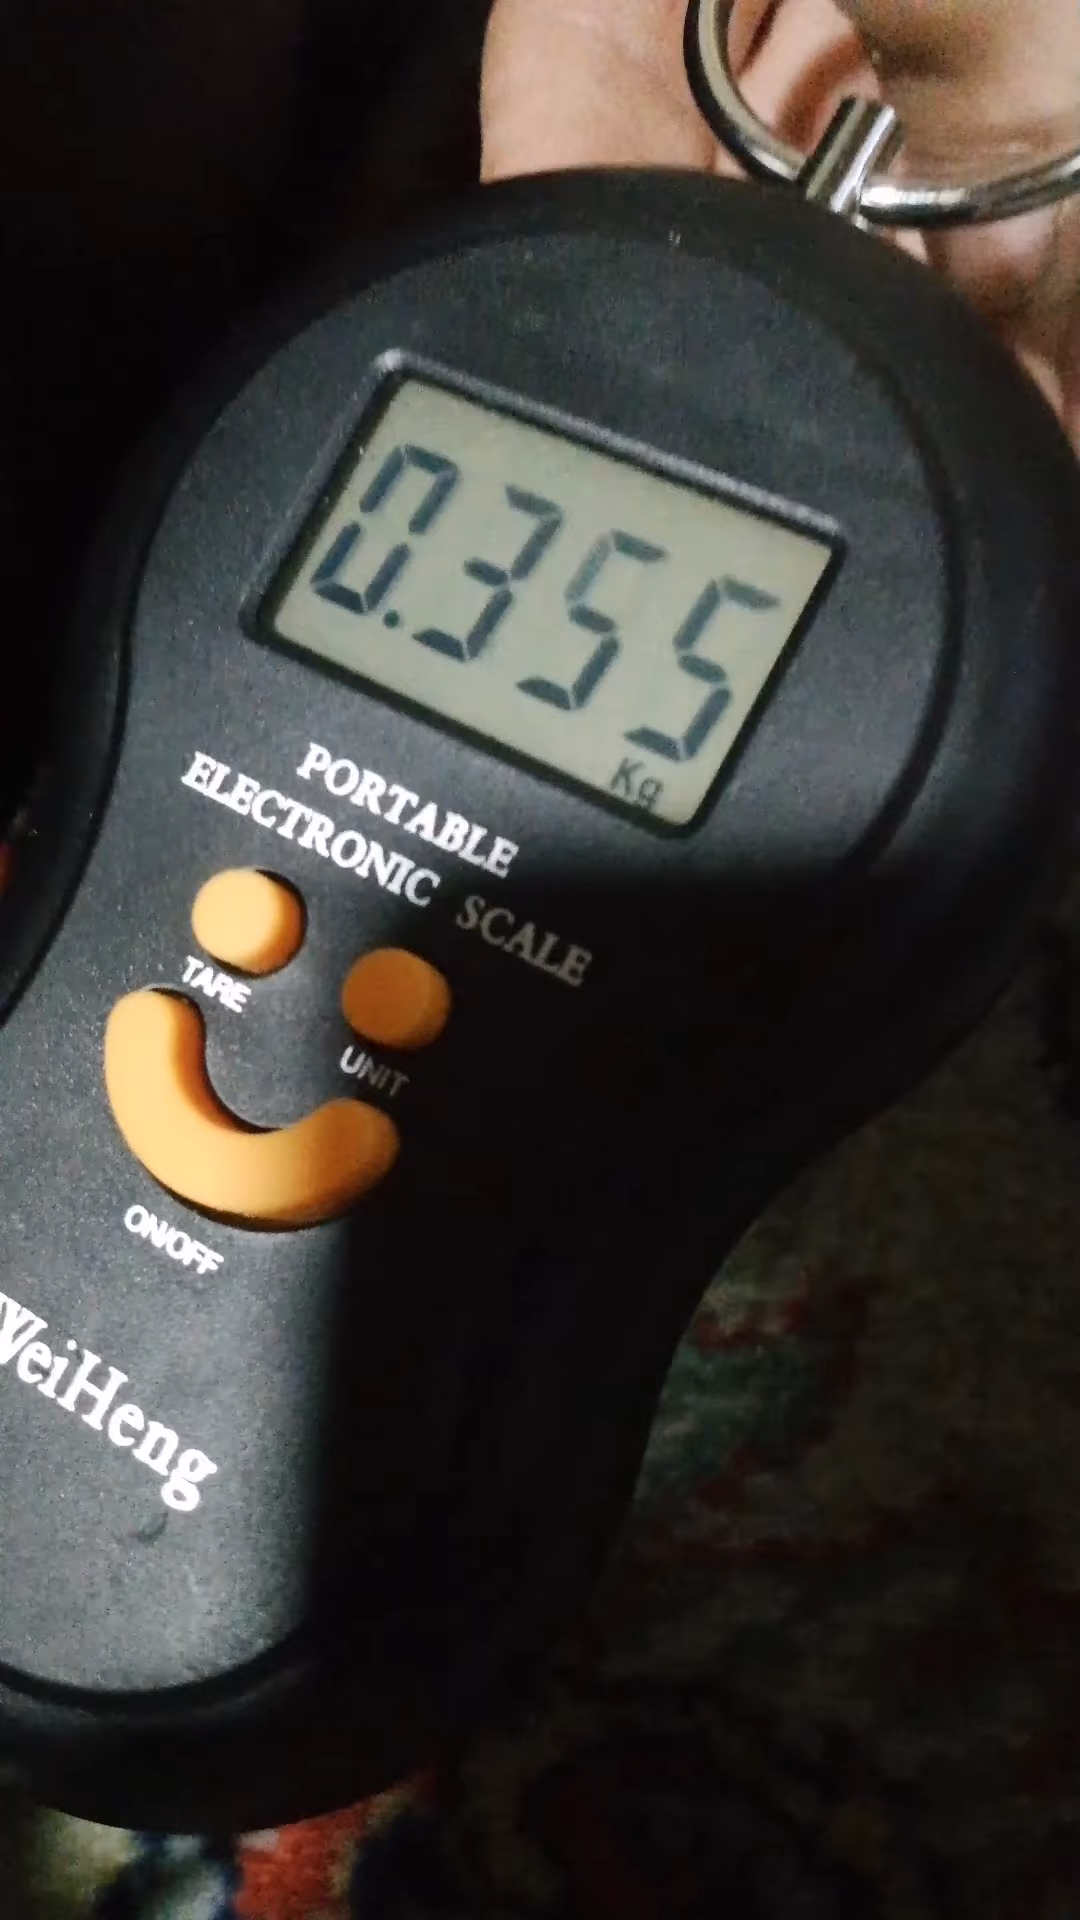 0.355
Kg
PORTABLE
ELECTRONIC SCALE
TARE
UNIT
ON/OFF
WeiHeng